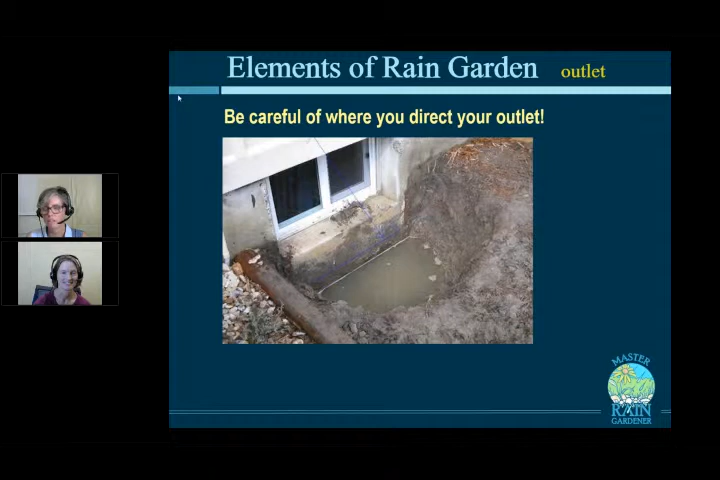 Elements of Rain Garden outlet
Be careful of where you direct your outlet!
MASTER
RAIN
GARDENER